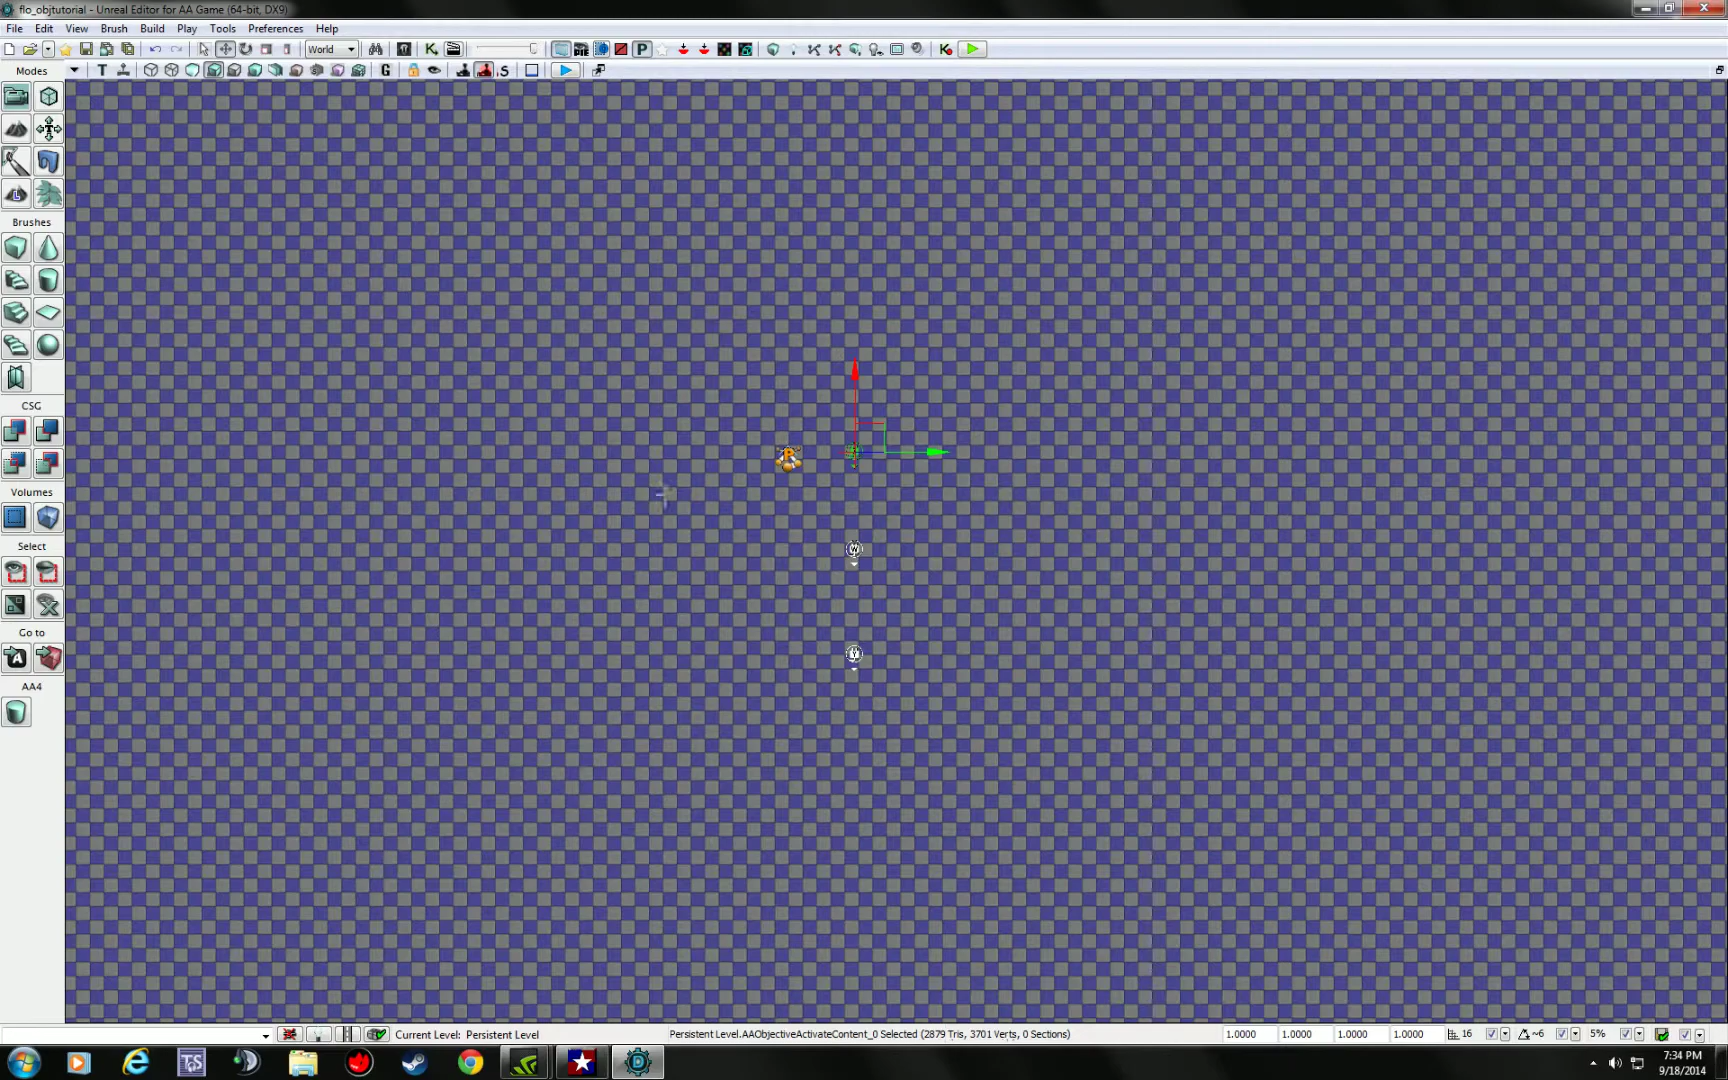 flo_objtutorial - Unreal Editor for AA Game (64-bit, DX9)
File Edit View Brush Build Play Tools Preferences Help
World
P
Modes
T
G
S
L
Brushes
CSG
Volumes
Select
Go to
A
AA4
P
Current Level: Persistent Level
Persistent Level.AAObjectiveActivateContent_0 Selected (2879 Tris, 3701 Verts, 0 Sections)
1.0000 1.0000 1.0000 1.0000 16 ~6 5%
TS
7:34 PM
9/18/2014